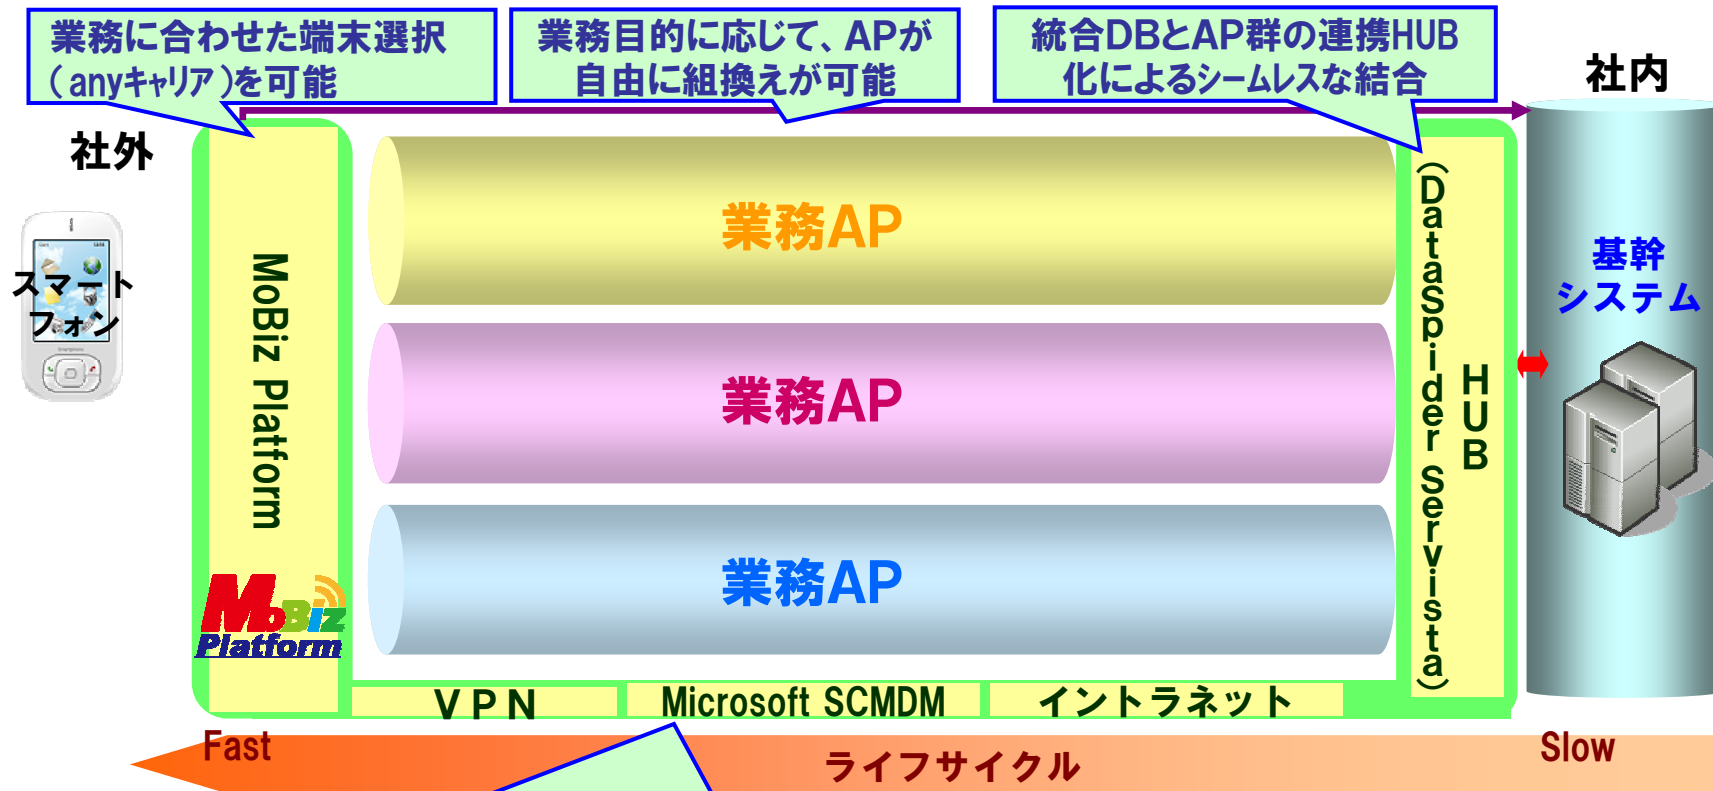 業務に合わせた端末選択
(anyキャリア)を可能
業務目的に応じて、APが
自由に組換えが可能
統合DBとAP群の連携HUB
化によるシームレスな結合
社内
社外
スマート
フォン
MoBiz Platform
MoBiz
Platform
業務AP
業務AP
業務AP
HUB
(DataSpider Servista)
基幹
システム
VPN
Microsoft SCMDM
イントラネット
Fast
ライフサイクル
Slow